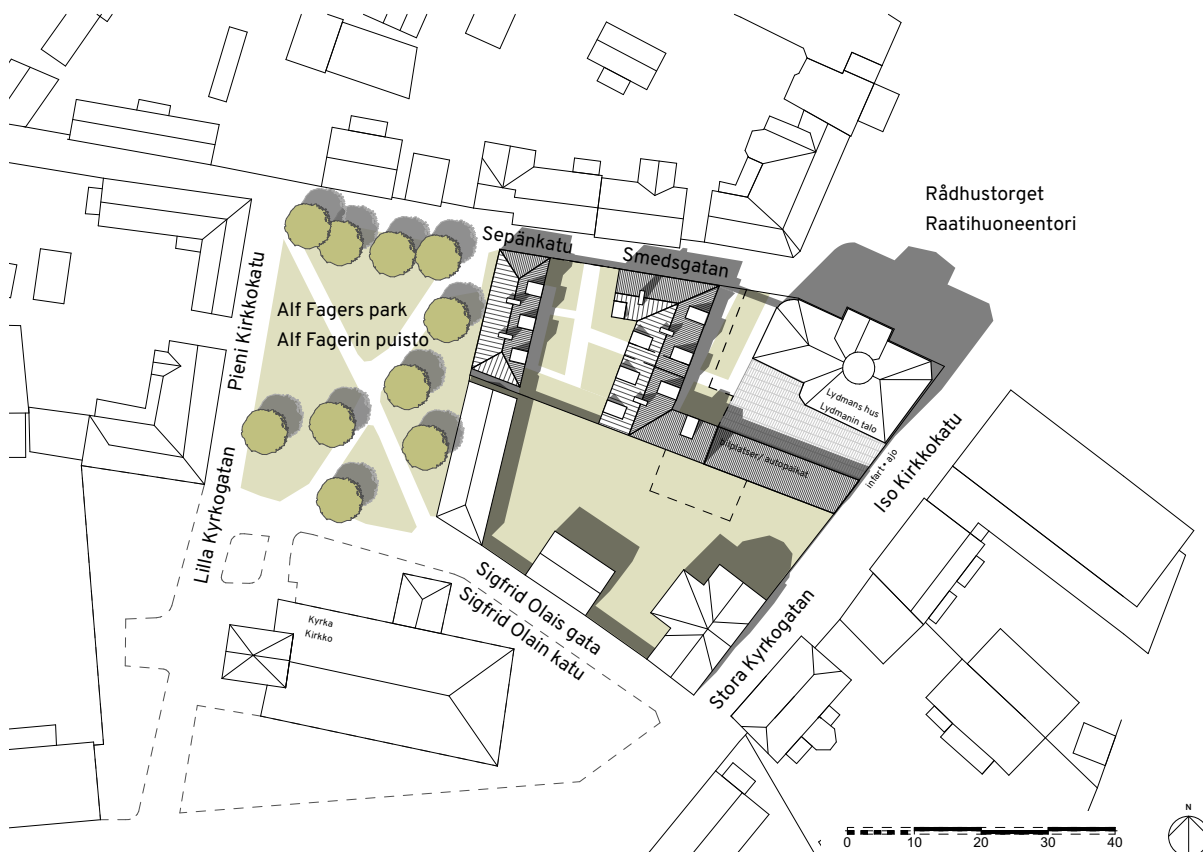 Rådhustorget
Raatihuoneentori
Sepänkatu
Smedsgatan
Pieni Kirkkokatu
Alf Fagers park
Alf Fagerin puisto
Lydmans hus
Lydmanin talo
bilplatser/ autopaikat
infart • ajo
Iso Kirkkokatu
Lilla Kyrkogatan
Sigfrid Olais gata
Sigfrid Olain katu
Stora Kyrkogatan
Kyrka
Kirkko
N
0 10 20 30 40